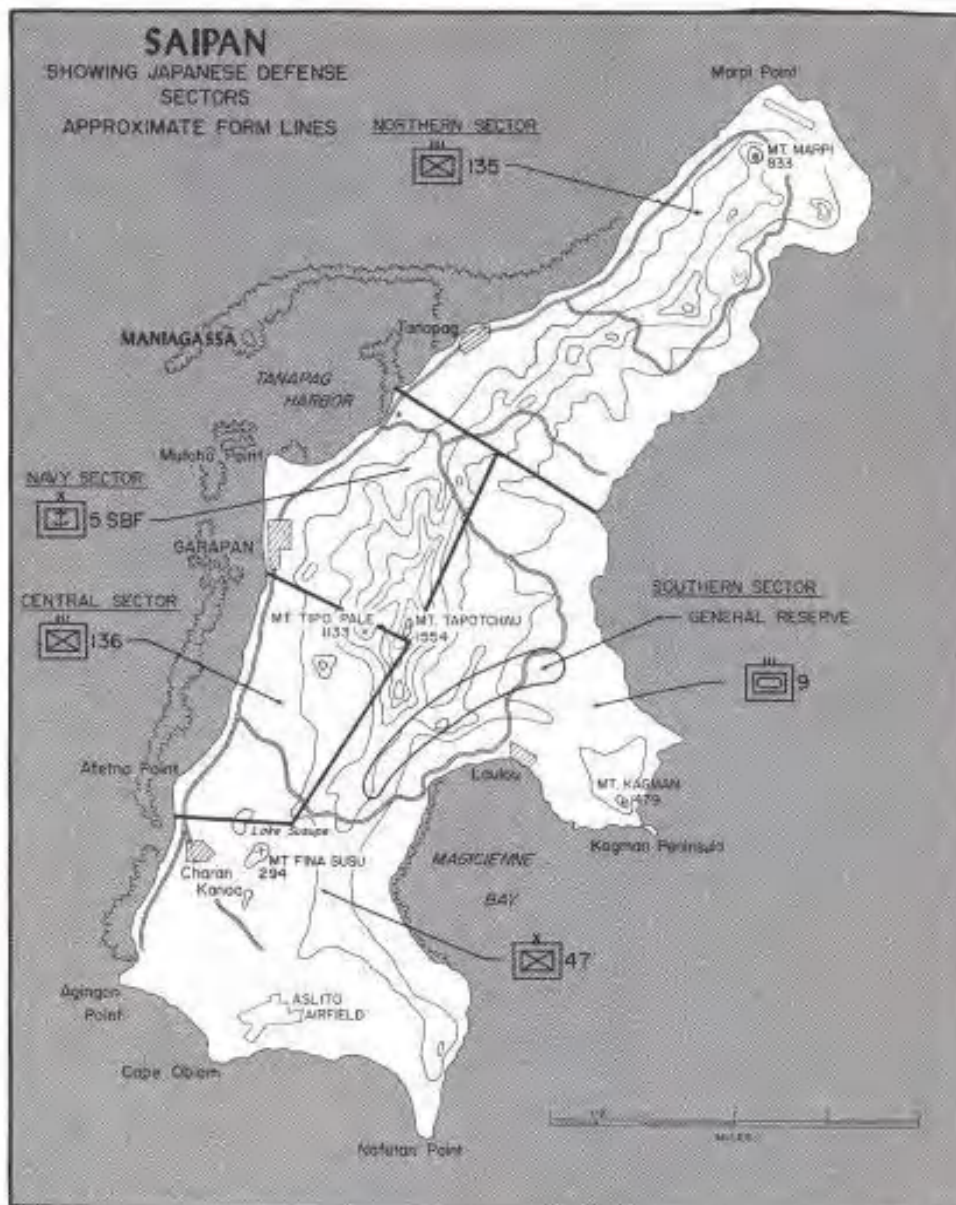 SAIPAN
SHOWING JAPANESE DEFENSE
SECTORS
APPROXIMATE FORM LINES
Marpi Point
NORTHERN SECTOR
III
135
MT. MARPI
833
MANIAGASSA
Tanapag
TANAPAG
HARBOR
Mutcho Point
NAVY SECTOR
X
5 SBF
GARAPAN
CENTRAL SECTOR
III
136
MT. TIPO PALE
1133
MT. TAPOTCHAU
1554
SOUTHERN SECTOR
GENERAL RESERVE
III
9
Afetna Point
Laulau
MT. KAGMAN
479
Kagman Peninsula
Lake Susupe
MT FINA SUSU
294
Charan
Kanoa
MAGICIENNE
BAY
X
47
Agingan
Point
ASLITO
AIRFIELD
Cape Obiam
Nafutan Point
MILES